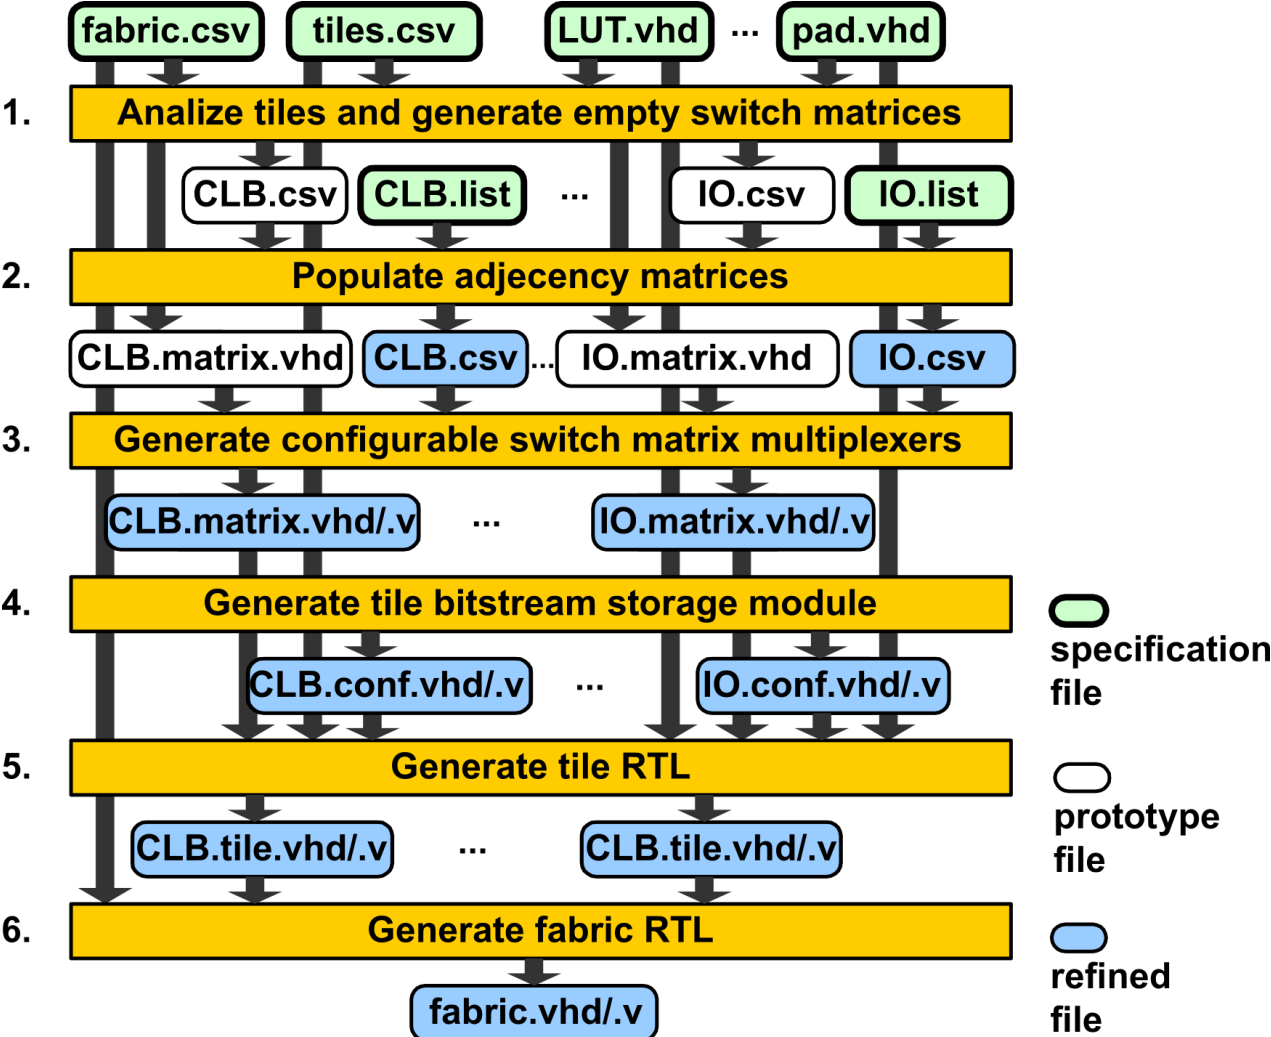 fabric.csv tiles.csv LUT.vhd ... pad.vhd
1. Analize tiles and generate empty switch matrices
CLB.csv CLB.list ... IO.csv IO.list
2. Populate adjecency matrices
CLB.matrix.vhd CLB.csv ... IO.matrix.vhd IO.csv
3. Generate configurable switch matrix multiplexers
CLB.matrix.vhd/.v ... IO.matrix.vhd/.v
4. Generate tile bitstream storage module
CLB.conf.vhd/.v ... IO.conf.vhd/.v
5. Generate tile RTL
CLB.tile.vhd/.v ... CLB.tile.vhd/.v
6. Generate fabric RTL
fabric.vhd/.v
specification
file
prototype
file
refined
file